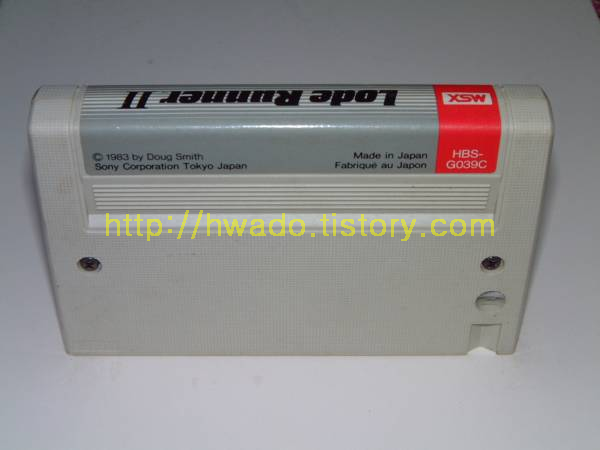 Lode Runner II
MSX
© 1983 by Doug Smith
Sony Corporation Tokyo Japan
Made in Japan
Fabriqué au Japon
HBS-
G039C
http://hwado.tistory.com